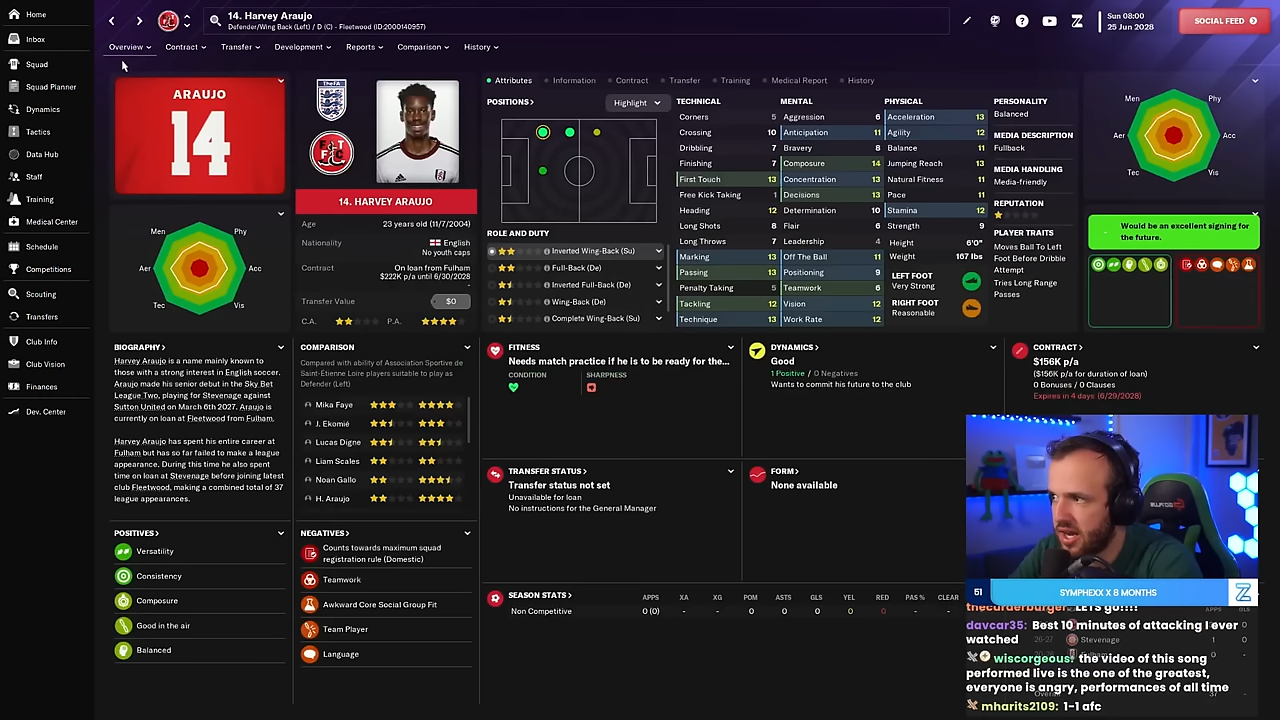 Home
Inbox
Squad
Squad Planner
Dynamics
Tactics
Data Hub
Staff
Training
Medical Center
Schedule
Competitions
Scouting
Transfers
Club Info
Club Vision
Finances
Dev. Center
14. Harvey Araujo
Defender/Wing Back (Left) / D (C) - Fleetwood (ID:2000140957)
Sun 08:00
25 Jun 2028
SOCIAL FEED
Overview
Contract
Transfer
Development
Reports
Comparison
History
ARAUJO
14
Men
Phy
Aer
Acc
Tec
Vis
14. HARVEY ARAUJO
Age
23 years old (11/7/2004)
Nationality
English
No youth caps
Contract
On loan from Fulham
$222K p/a until 6/30/2028
-
Transfer Value
$0
C.A.
P.A.
Attributes
Information
Contract
Transfer
Training
Medical Report
History
POSITIONS >
Highlight
ROLE AND DUTY
Inverted Wing-Back (Su)
Full-Back (De)
Inverted Full-Back (De)
Wing-Back (De)
Complete Wing-Back (Su)
TECHNICAL
Corners 5
Crossing 10
Dribbling 7
Finishing 7
First Touch 13
Free Kick Taking 1
Heading 12
Long Shots 8
Long Throws 7
Marking 13
Passing 13
Penalty Taking 5
Tackling 12
Technique 13
MENTAL
Aggression 6
Anticipation 11
Bravery 8
Composure 14
Concentration 13
Decisions 13
Determination 10
Flair 6
Leadership 4
Off The Ball 11
Positioning 9
Teamwork 6
Vision 12
Work Rate 12
PHYSICAL
Acceleration 13
Agility 12
Balance 11
Jumping Reach 13
Natural Fitness 11
Pace 11
Stamina 12
Strength 9
Height 6'0"
Weight 167 lbs
LEFT FOOT
Very Strong
RIGHT FOOT
Reasonable
PERSONALITY
Balanced
MEDIA DESCRIPTION
Fullback
MEDIA HANDLING
Media-friendly
REPUTATION
PLAYER TRAITS
Moves Ball To Left
Foot Before Dribble
Attempt
Tries Long Range
Passes
Men
Phy
Aer
Acc
Tec
Vis
Would be an excellent signing for
the future.
BIOGRAPHY >
Harvey Araujo is a name mainly known to
those with a strong interest in English soccer.
Araujo made his senior debut in the Sky Bet
League Two, playing for Stevenage against
Sutton United on March 6th 2027. Araujo is
currently on loan at Fleetwood from Fulham.
Harvey Araujo has spent his entire career at
Fulham but has so far failed to make a league
appearance. During this time he also spent
time on loan at Stevenage before joining latest
club Fleetwood, making a combined total of 37
league appearances.
COMPARISON
Compared with ability of Association Sportive de
Saint-Étienne Loire players suitable to play as
Defender (Left)
Mika Faye
J. Ekomié
Lucas Digne
Liam Scales
Noan Gallo
H. Araujo
POSITIVES >
Versatility
Consistency
Composure
Good in the air
Balanced
NEGATIVES >
Counts towards maximum squad
registration rule (Domestic)
Teamwork
Awkward Core Social Group Fit
Team Player
Language
FITNESS
Needs match practice if he is to be ready for the...
CONDITION
SHARPNESS
DYNAMICS >
Good
1 Positive / 0 Negatives
Wants to commit his future to the club
CONTRACT >
$156K p/a
($156K p/a for duration of loan)
0 Bonuses / 0 Clauses
Expires in 4 days (6/29/2028)
TRANSFER STATUS >
Transfer status not set
Unavailable for loan
No instructions for the General Manager
FORM >
None available
SEASON STATS >
APPS XA XG POM ASTS GLS YEL RED PAS % CLEAR
Non Competitive 0 (0) - - 0 0 0 0 0 - -
51
SYMPHEXX X 8 MONTHS
thecarderburger: LETS go!!!!
davcar35: Best 10 minutes of attacking I ever
watched
Stevenage 1 0
wiscorgeous: the video of this song
performed live is the one of the greatest,
everyone is angry, performances of all time
mharits2109: 1-1 afc